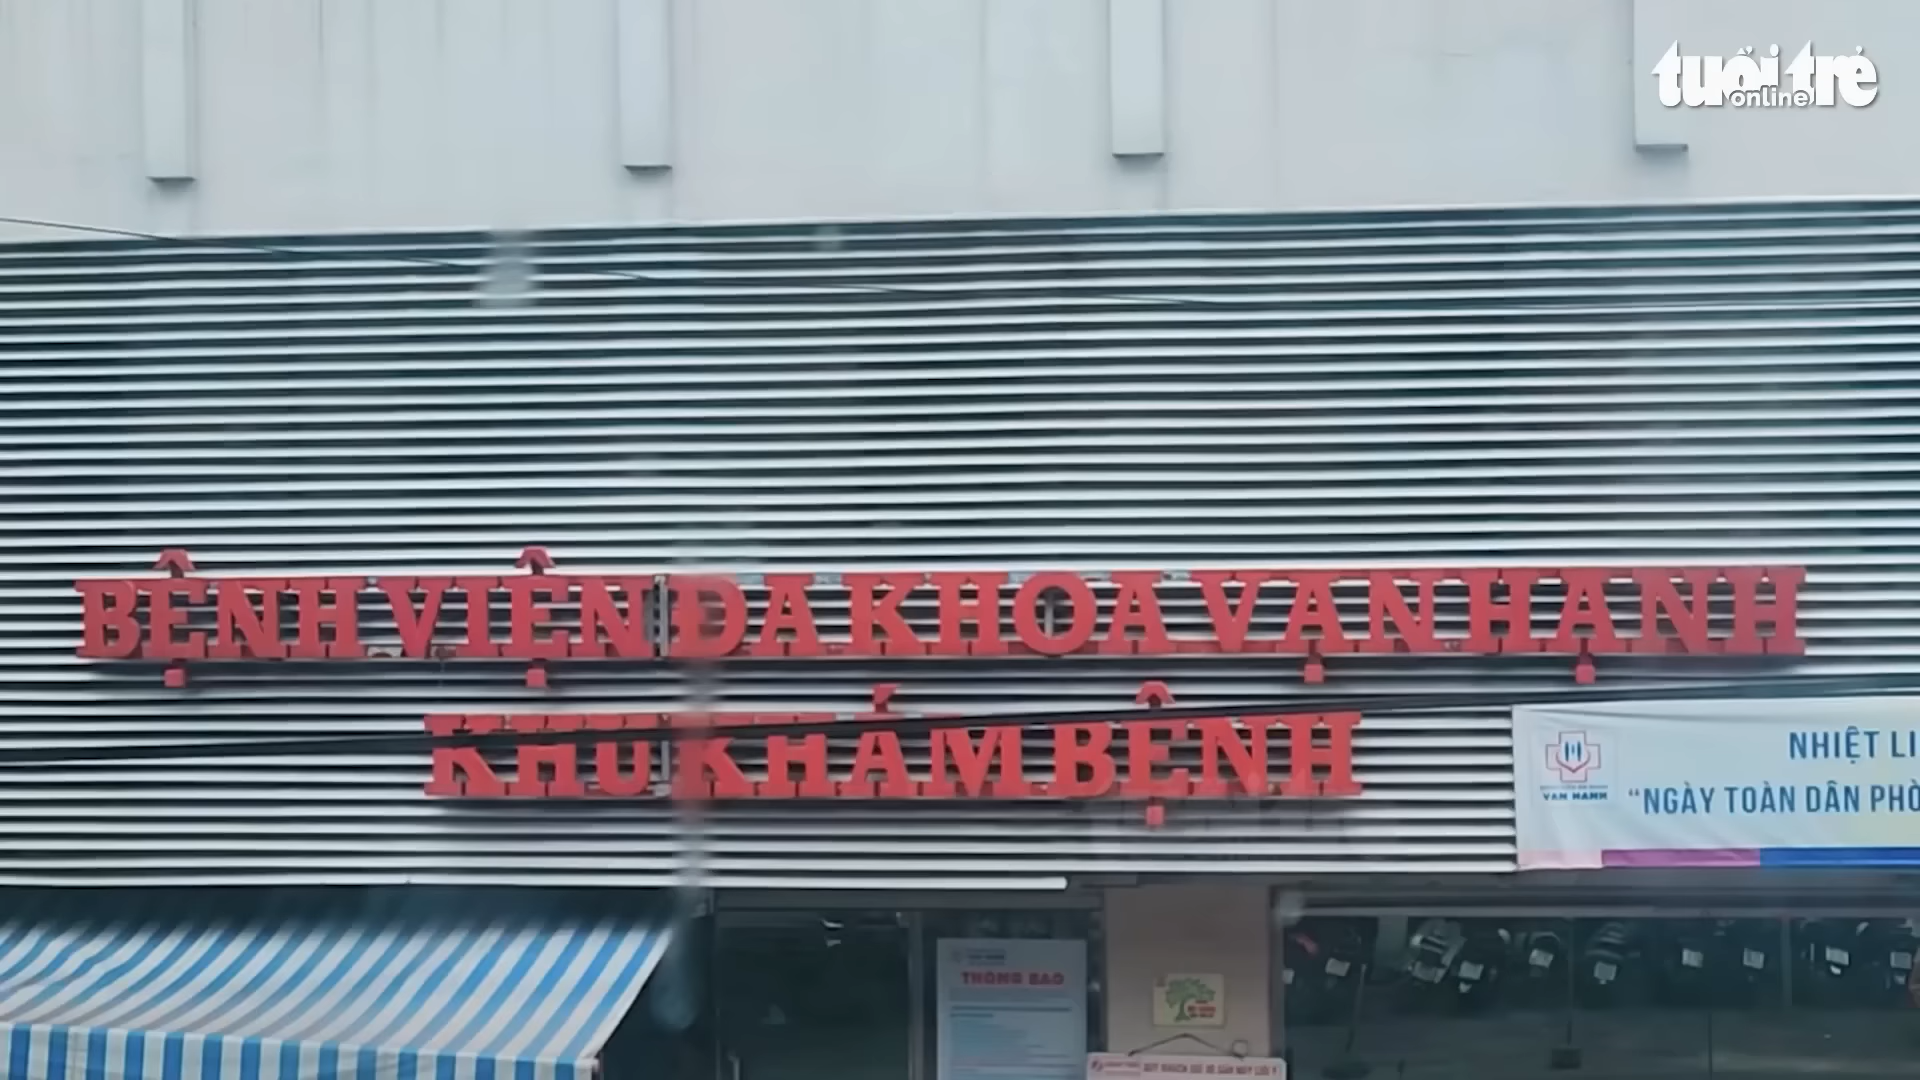 tuổi trẻ
online
BỆNH VIỆN ĐA KHOA VẠN HẠNH
KHU KHÁM BỆNH
NHIỆT LI
“NGÀY TOÀN DÂN PHÒ
VẠN HẠNH
THÔNG BÁO